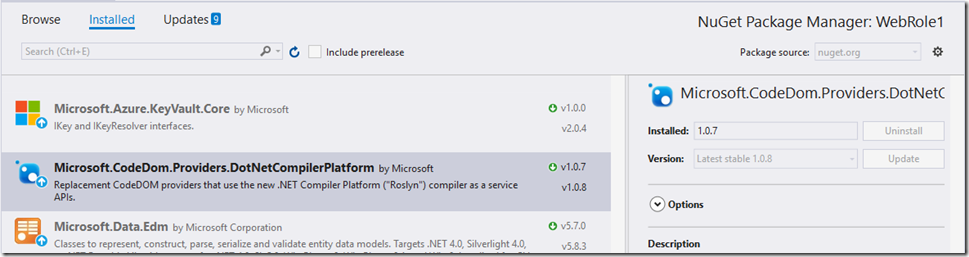 Browse Installed Updates 9
NuGet Package Manager: WebRole1
Search (Ctrl+E) Include prerelease
Package source: nuget.org
Microsoft.Azure.KeyVault.Core by Microsoft v1.0.0
IKey and IKeyResolver interfaces. v2.0.4
Microsoft.CodeDom.Providers.DotNetCompilerPlatform by Microsoft v1.0.7
Replacement CodeDOM providers that use the new .NET Compiler Platform ("Roslyn") compiler as a service v1.0.8
APIs.
Microsoft.Data.Edm by Microsoft Corporation v5.7.0
Classes to represent, construct, parse, serialize and validate entity data models. Targets .NET 4.0, Silverlight 4.0, v5.8.3
Microsoft.CodeDom.Providers.DotNetC
Installed: 1.0.7 Uninstall
Version: Latest stable 1.0.8 Update
Options
Description